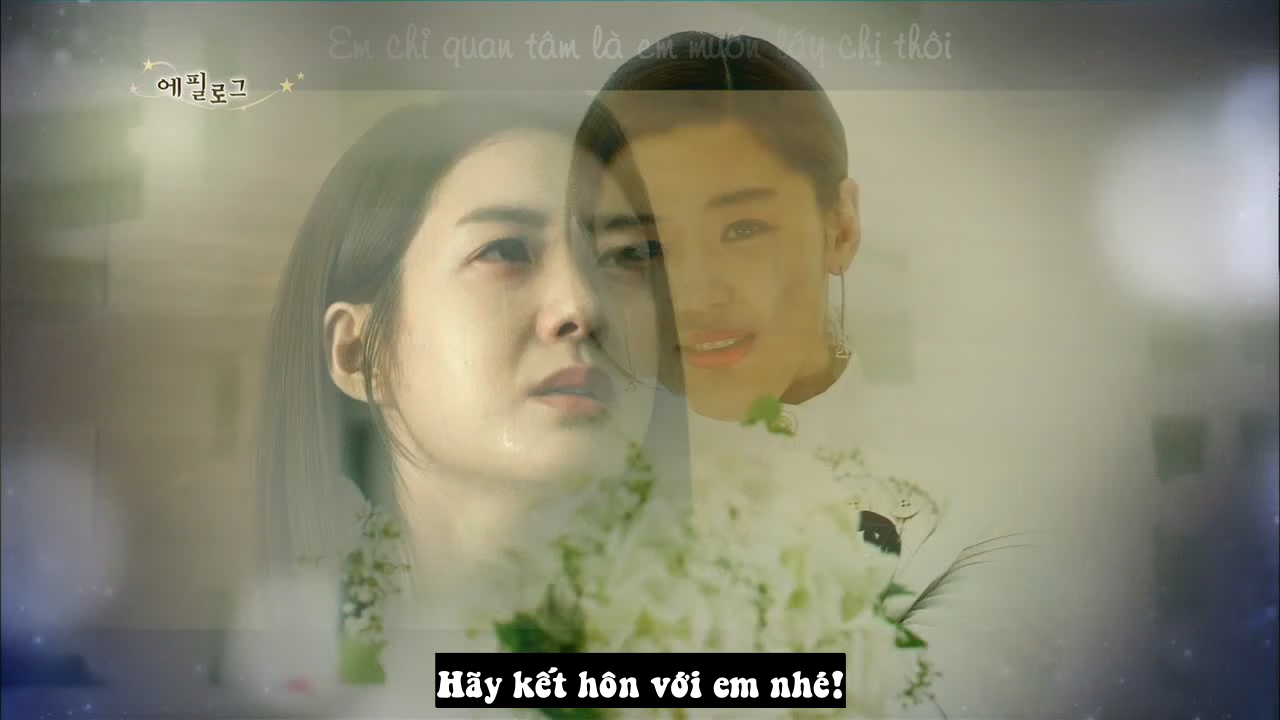 Em chỉ quan tâm là em muốn lấy chị thôi
에필로그
Hãy kết hôn với em nhé!